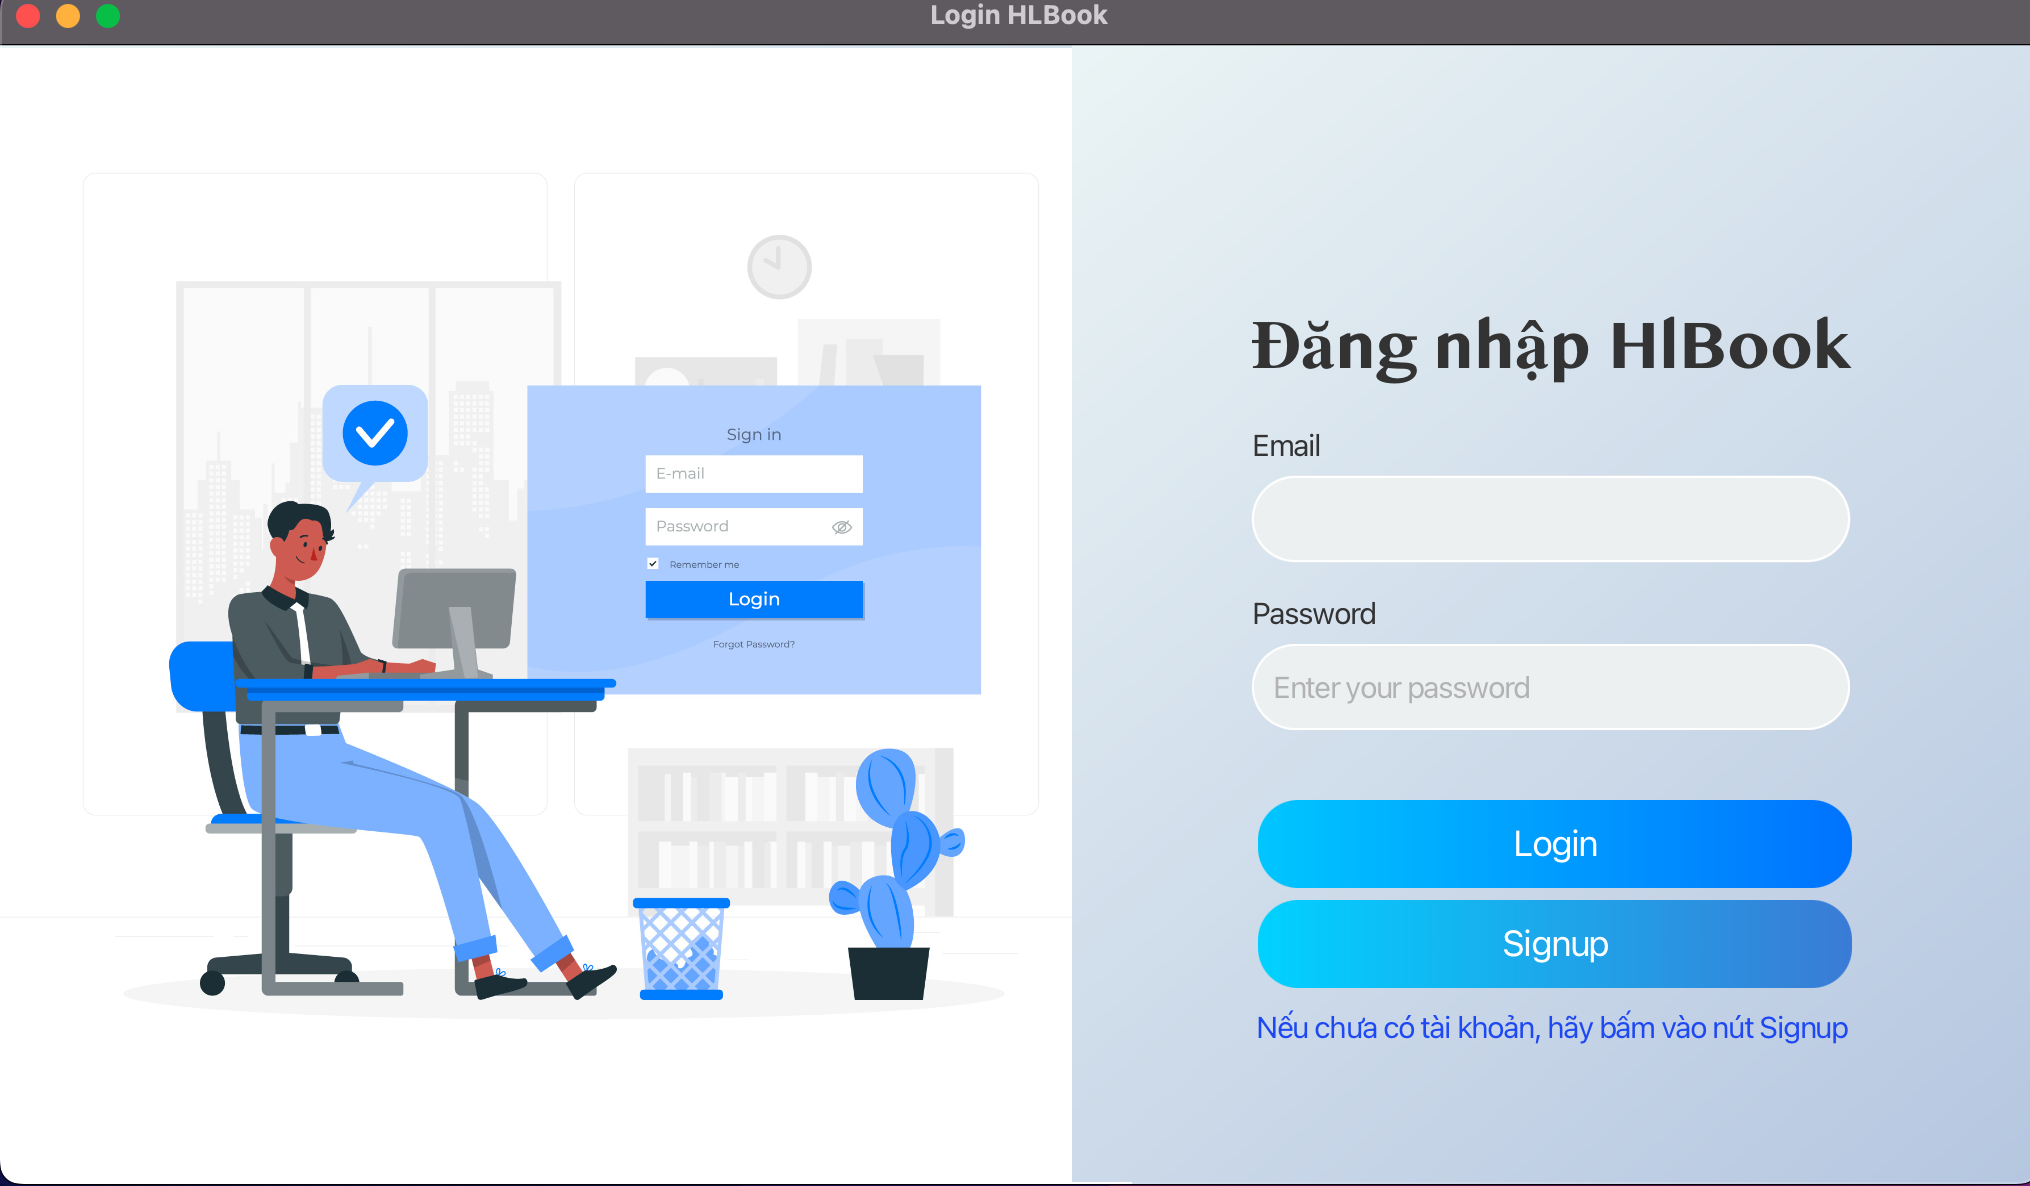 Login HLBook
Sign in
E-mail
Password
Remember me
Login
Forgot Password?
Đăng nhập HlBook
Email
Password
Enter your password
Login
Signup
Nếu chưa có tài khoản, hãy bấm vào nút Signup